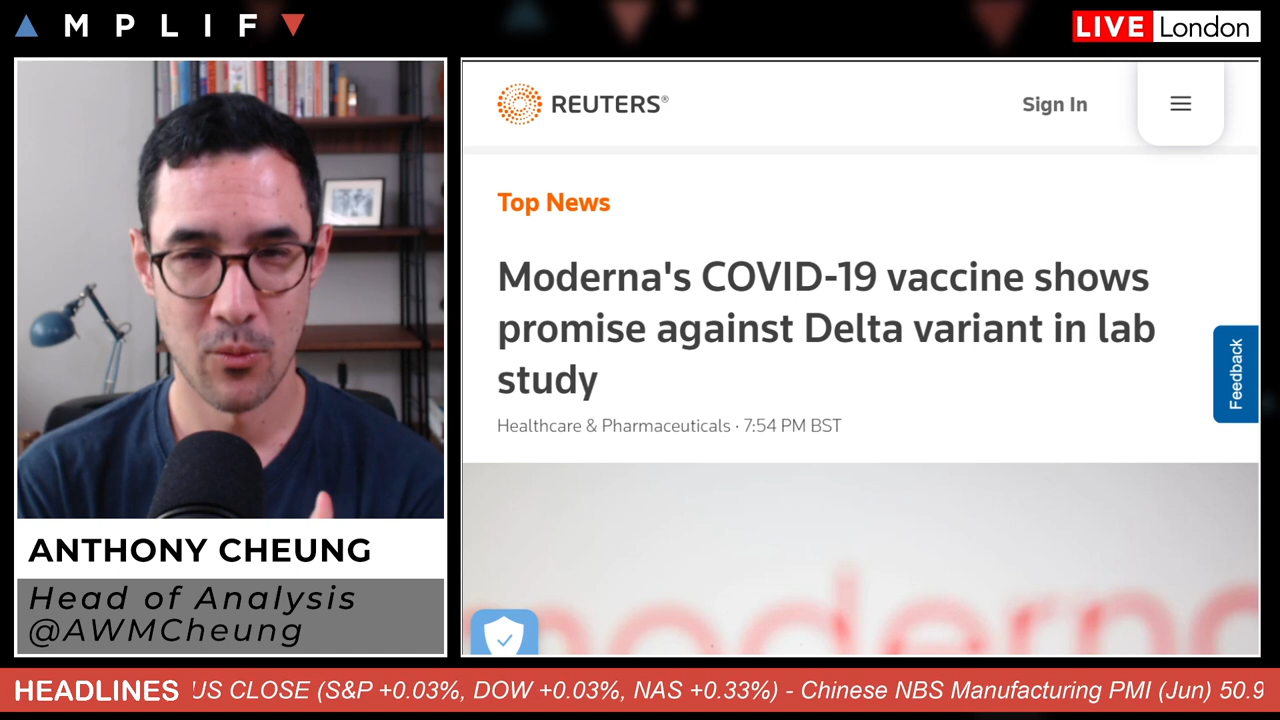 ▲MPLIF▼
LIVE London
REUTERS®
Sign In
Top News
Moderna's COVID-19 vaccine shows
promise against Delta variant in lab
study
Healthcare & Pharmaceuticals · 7:54 PM BST
Feedback
moderna
ANTHONY CHEUNG
Head of Analysis
@AWMCheung
HEADLINES US CLOSE (S&P +0.03%, DOW +0.03%, NAS +0.33%) - Chinese NBS Manufacturing PMI (Jun) 50.9